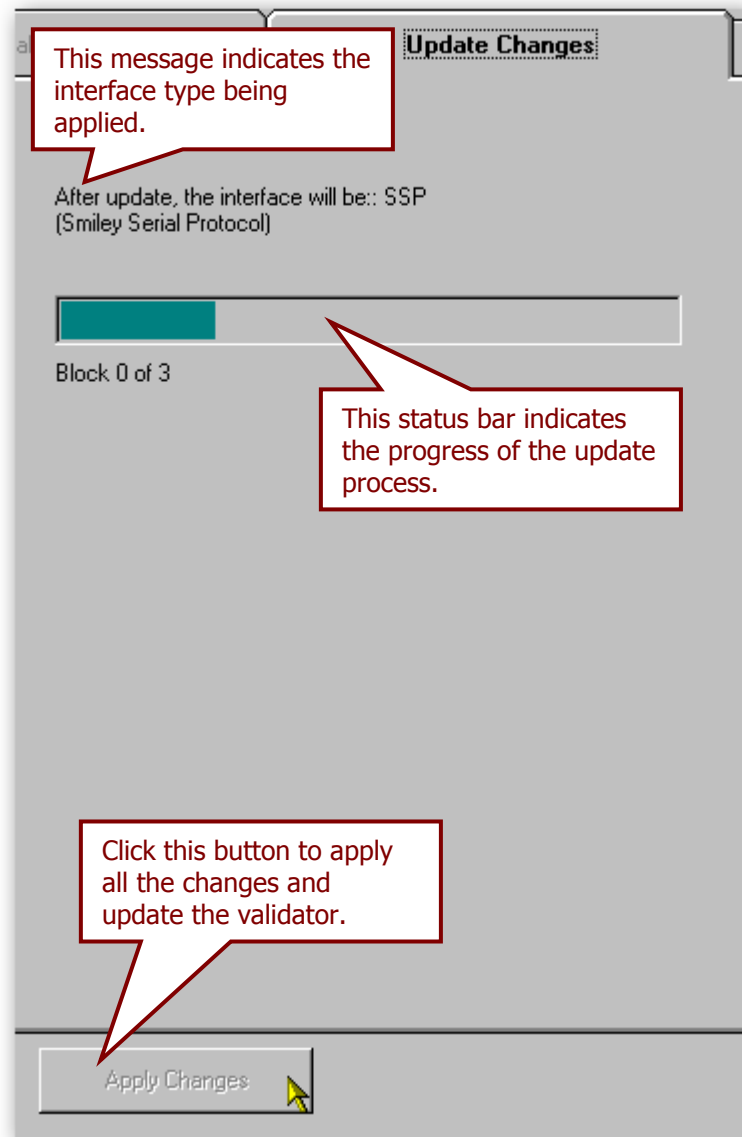 Update Changes
This message indicates the
interface type being
applied.
After update, the interface will be:: SSP
(Smiley Serial Protocol)
Block 0 of 3
This status bar indicates
the progress of the update
process.
Click this button to apply
all the changes and
update the validator.
Apply Changes